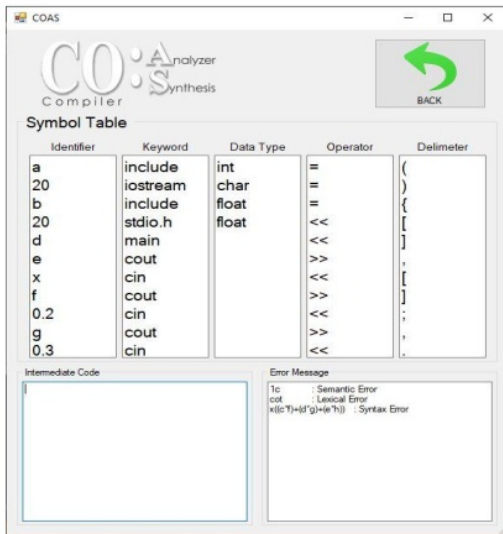 COAS
CO: Analyzer
Synthesis
Compiler
BACK
Symbol Table
Identifier Keyword Data Type Operator Delimeter
a include int = (
20 iostream char = )
b include float = {
20 stdio.h float << [
d main << ]
e cout >> ,
x cin << [
f cout >> ]
0.2 cin << ;
g cout >> ,
0.3 cin << .
Intermediate Code Error Message
1c : Semantic Error
cot : Lexical Error
x((c*f)+(d*g)+(e*h)) : Syntax Error